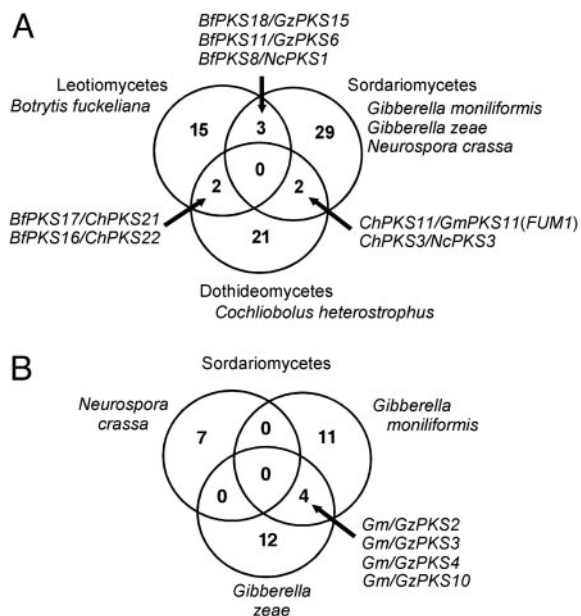 A
BfPKS18/GzPKS15
BfPKS11/GzPKS6
BfPKS8/NcPKS1
Leotiomycetes
Botrytis fuckeliana
Sordariomycetes
Gibberella moniliformis
Gibberella zeae
Neurospora crassa
15
3
29
0
2
2
BfPKS17/ChPKS21
BfPKS16/ChPKS22
ChPKS11/GmPKS11(FUM1)
ChPKS3/NcPKS3
21
Dothideomycetes
Cochliobolus heterostrophus
B
Sordariomycetes
Neurospora
crassa
Gibberella
moniliformis
7
0
11
0
0
4
Gm/GzPKS2
Gm/GzPKS3
Gm/GzPKS4
Gm/GzPKS10
12
Gibberella
zeae